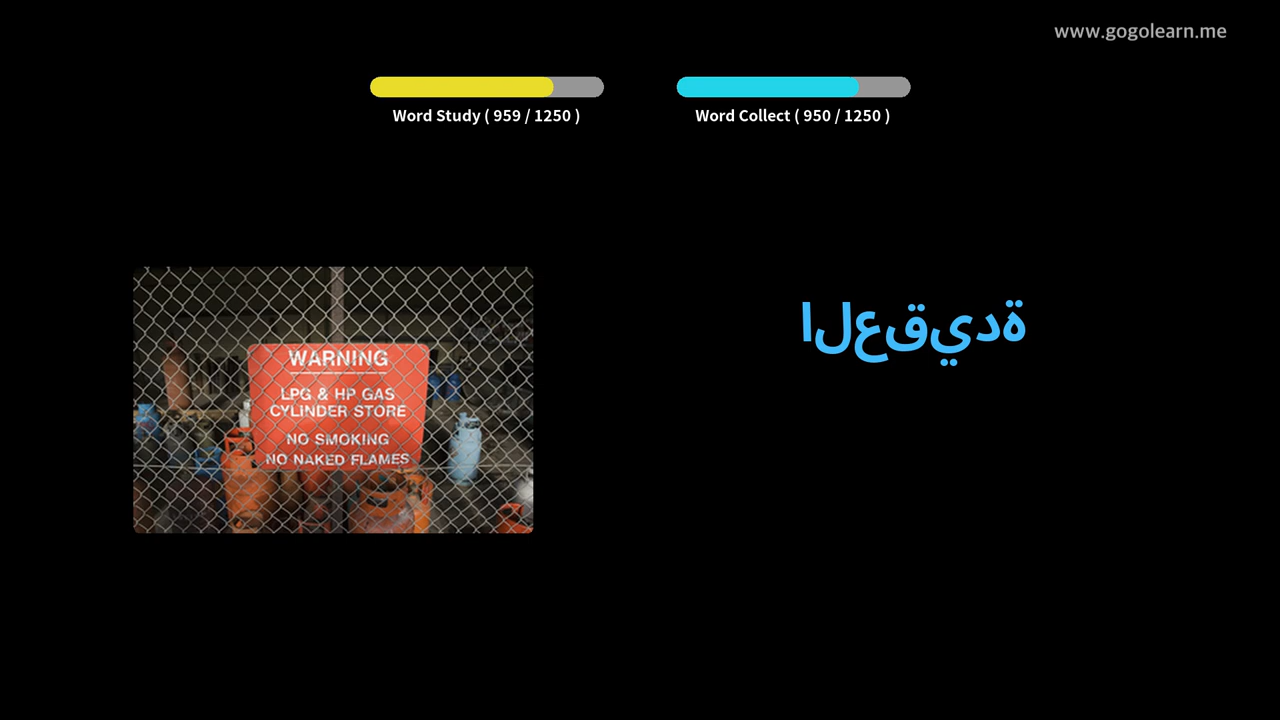 www.gogolearn.me
Word Study ( 959 / 1250 )
Word Collect ( 950 / 1250 )
WARNING
LPG & HP GAS
CYLINDER STORE
NO SMOKING
NO NAKED FLAMES
العقيدة